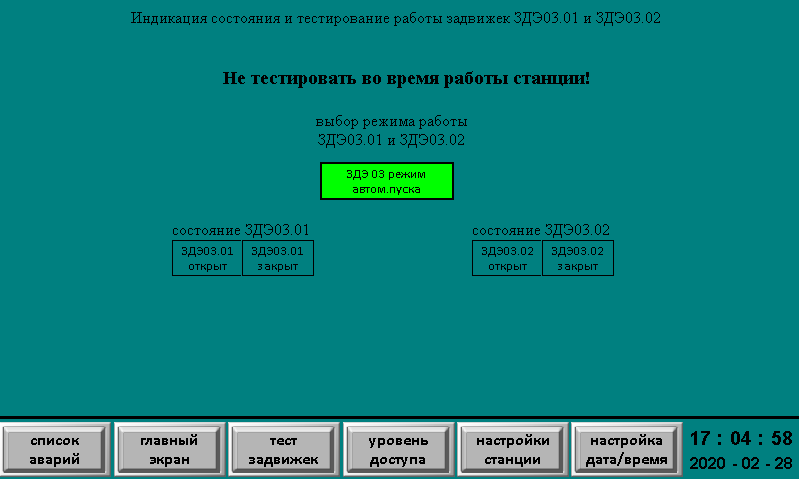 Индикация состояния и тестирование работы задвижек ЗДЭ03.01 и ЗДЭ03.02
Не тестировать во время работы станции!
выбор режима работы
ЗДЭ03.01 и ЗДЭ03.02
ЗДЭ 03 режим
автом.пуска
состояние ЗДЭ03.01
ЗДЭ03.01
открыт
ЗДЭ03.01
закрыт
состояние ЗДЭ03.02
ЗДЭ03.02
открыт
ЗДЭ03.02
закрыт
список
аварий
главный
экран
тест
задвижек
уровень
доступа
настройки
станции
настройка
дата/время
17 : 04 : 58
2020 - 02 - 28